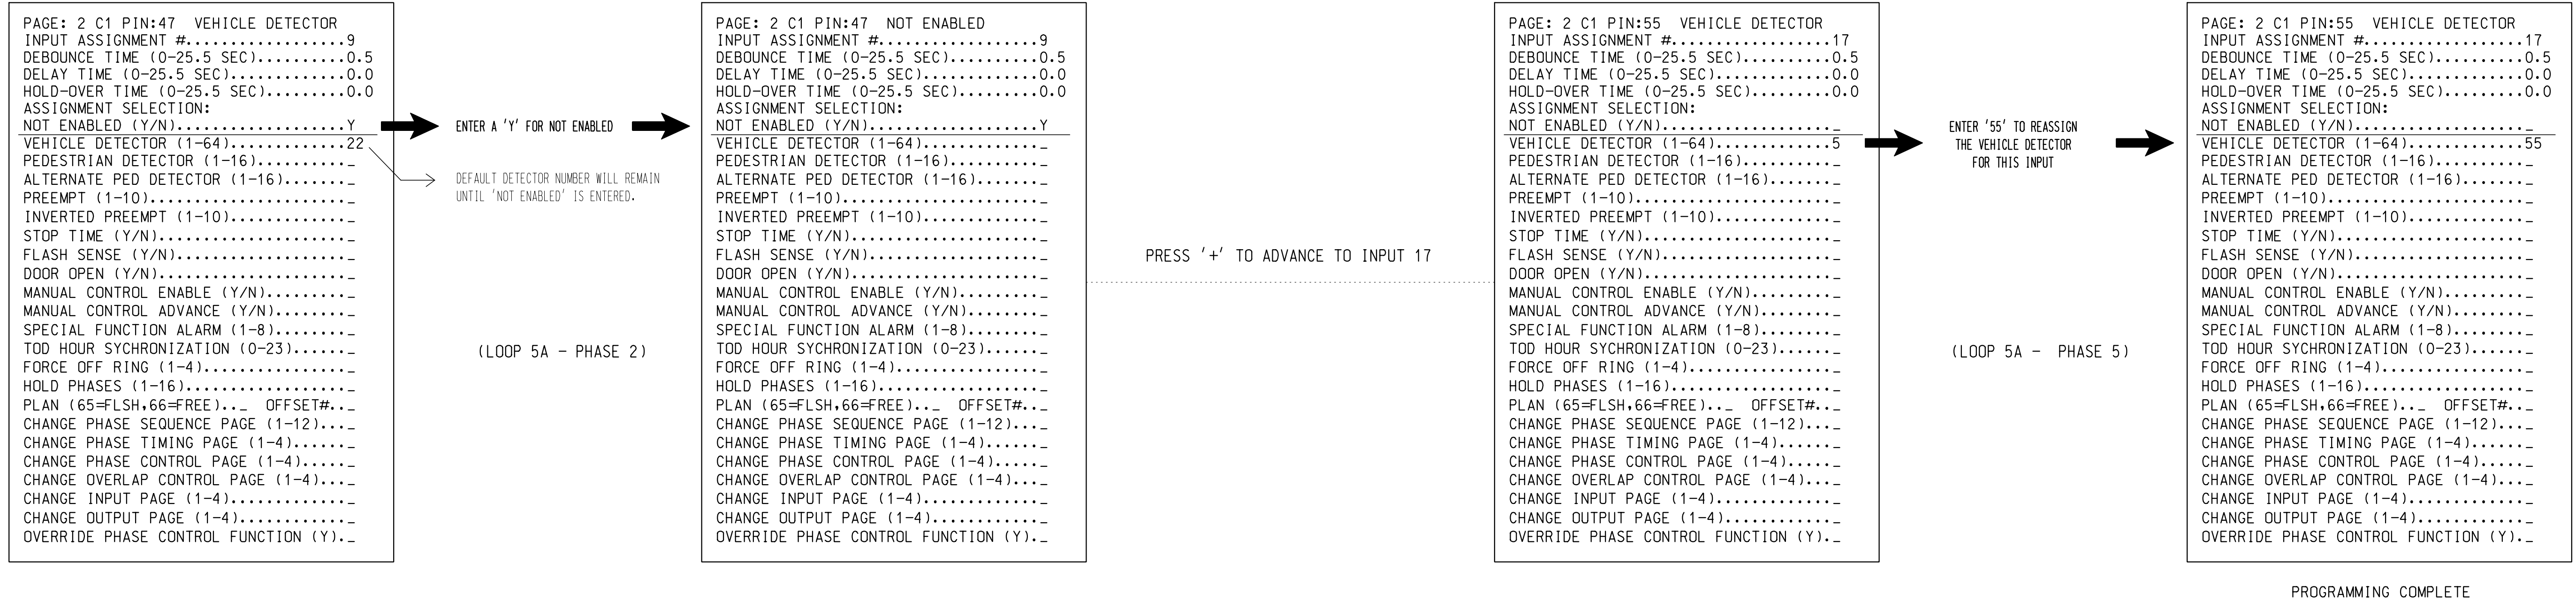 PAGE: 2 C1 PIN:47  VEHICLE DETECTOR
INPUT ASSIGNMENT #..................9
DEBOUNCE TIME (0-25.5 SEC)..........0.5
DELAY TIME (0-25.5 SEC).............0.0
HOLD-OVER TIME (0-25.5 SEC).........0.0
ASSIGNMENT SELECTION:
NOT ENABLED (Y/N)...................Y
VEHICLE DETECTOR (1-64).............22
PEDESTRIAN DETECTOR (1-16).........._
ALTERNATE PED DETECTOR (1-16)......._
PREEMPT (1-10)......................_
INVERTED PREEMPT (1-10)............._
STOP TIME (Y/N)....................._
FLASH SENSE (Y/N)..................._
DOOR OPEN (Y/N)....................._
MANUAL CONTROL ENABLE (Y/N)........._
MANUAL CONTROL ADVANCE (Y/N)........_
SPECIAL FUNCTION ALARM (1-8)........_
TOD HOUR SYCHRONIZATION (0-23)......_
FORCE OFF RING (1-4)................_
HOLD PHASES (1-16).................._
PLAN (65=FLSH,66=FREE).._  OFFSET#.._
CHANGE PHASE SEQUENCE PAGE (1-12)..._
CHANGE PHASE TIMING PAGE (1-4)......_
CHANGE PHASE CONTROL PAGE (1-4)....._
CHANGE OVERLAP CONTROL PAGE (1-4)..._
CHANGE INPUT PAGE (1-4)............._
CHANGE OUTPUT PAGE (1-4)............_
OVERRIDE PHASE CONTROL FUNCTION (Y)._
ENTER A 'Y' FOR NOT ENABLED
DEFAULT DETECTOR NUMBER WILL REMAIN
UNTIL 'NOT ENABLED' IS ENTERED.
(LOOP 5A - PHASE 2)
PAGE: 2 C1 PIN:47  NOT ENABLED
INPUT ASSIGNMENT #..................9
DEBOUNCE TIME (0-25.5 SEC)..........0.5
DELAY TIME (0-25.5 SEC).............0.0
HOLD-OVER TIME (0-25.5 SEC).........0.0
ASSIGNMENT SELECTION:
NOT ENABLED (Y/N)...................Y
VEHICLE DETECTOR (1-64)............._
PEDESTRIAN DETECTOR (1-16).........._
ALTERNATE PED DETECTOR (1-16)......._
PREEMPT (1-10)......................_
INVERTED PREEMPT (1-10)............._
STOP TIME (Y/N)....................._
FLASH SENSE (Y/N)..................._
DOOR OPEN (Y/N)....................._
MANUAL CONTROL ENABLE (Y/N)........._
MANUAL CONTROL ADVANCE (Y/N)........_
SPECIAL FUNCTION ALARM (1-8)........_
TOD HOUR SYCHRONIZATION (0-23)......_
FORCE OFF RING (1-4)................_
HOLD PHASES (1-16).................._
PLAN (65=FLSH,66=FREE).._  OFFSET#.._
CHANGE PHASE SEQUENCE PAGE (1-12)..._
CHANGE PHASE TIMING PAGE (1-4)......_
CHANGE PHASE CONTROL PAGE (1-4)....._
CHANGE OVERLAP CONTROL PAGE (1-4)..._
CHANGE INPUT PAGE (1-4)............._
CHANGE OUTPUT PAGE (1-4)............_
OVERRIDE PHASE CONTROL FUNCTION (Y)._
PRESS '+' TO ADVANCE TO INPUT 17
PAGE: 2 C1 PIN:55  VEHICLE DETECTOR
INPUT ASSIGNMENT #..................17
DEBOUNCE TIME (0-25.5 SEC)..........0.5
DELAY TIME (0-25.5 SEC).............0.0
HOLD-OVER TIME (0-25.5 SEC).........0.0
ASSIGNMENT SELECTION:
NOT ENABLED (Y/N)..................._
VEHICLE DETECTOR (1-64).............5
PEDESTRIAN DETECTOR (1-16).........._
ALTERNATE PED DETECTOR (1-16)......._
PREEMPT (1-10)......................_
INVERTED PREEMPT (1-10)............._
STOP TIME (Y/N)....................._
FLASH SENSE (Y/N)..................._
DOOR OPEN (Y/N)....................._
MANUAL CONTROL ENABLE (Y/N)........._
MANUAL CONTROL ADVANCE (Y/N)........_
SPECIAL FUNCTION ALARM (1-8)........_
TOD HOUR SYCHRONIZATION (0-23)......_
FORCE OFF RING (1-4)................_
HOLD PHASES (1-16).................._
PLAN (65=FLSH,66=FREE).._  OFFSET#.._
CHANGE PHASE SEQUENCE PAGE (1-12)..._
CHANGE PHASE TIMING PAGE (1-4)......_
CHANGE PHASE CONTROL PAGE (1-4)....._
CHANGE OVERLAP CONTROL PAGE (1-4)..._
CHANGE INPUT PAGE (1-4)............._
CHANGE OUTPUT PAGE (1-4)............_
OVERRIDE PHASE CONTROL FUNCTION (Y)._
ENTER '55' TO REASSIGN
THE VEHICLE DETECTOR
FOR THIS INPUT
(LOOP 5A -  PHASE 5)
PAGE: 2 C1 PIN:55  VEHICLE DETECTOR
INPUT ASSIGNMENT #..................17
DEBOUNCE TIME (0-25.5 SEC)..........0.5
DELAY TIME (0-25.5 SEC).............0.0
HOLD-OVER TIME (0-25.5 SEC).........0.0
ASSIGNMENT SELECTION:
NOT ENABLED (Y/N)..................._
VEHICLE DETECTOR (1-64).............55
PEDESTRIAN DETECTOR (1-16).........._
ALTERNATE PED DETECTOR (1-16)......._
PREEMPT (1-10)......................_
INVERTED PREEMPT (1-10)............._
STOP TIME (Y/N)....................._
FLASH SENSE (Y/N)..................._
DOOR OPEN (Y/N)....................._
MANUAL CONTROL ENABLE (Y/N)........._
MANUAL CONTROL ADVANCE (Y/N)........_
SPECIAL FUNCTION ALARM (1-8)........_
TOD HOUR SYCHRONIZATION (0-23)......_
FORCE OFF RING (1-4)................_
HOLD PHASES (1-16).................._
PLAN (65=FLSH,66=FREE).._  OFFSET#.._
CHANGE PHASE SEQUENCE PAGE (1-12)..._
CHANGE PHASE TIMING PAGE (1-4)......_
CHANGE PHASE CONTROL PAGE (1-4)....._
CHANGE OVERLAP CONTROL PAGE (1-4)..._
CHANGE INPUT PAGE (1-4)............._
CHANGE OUTPUT PAGE (1-4)............_
OVERRIDE PHASE CONTROL FUNCTION (Y)._
PROGRAMMING COMPLETE